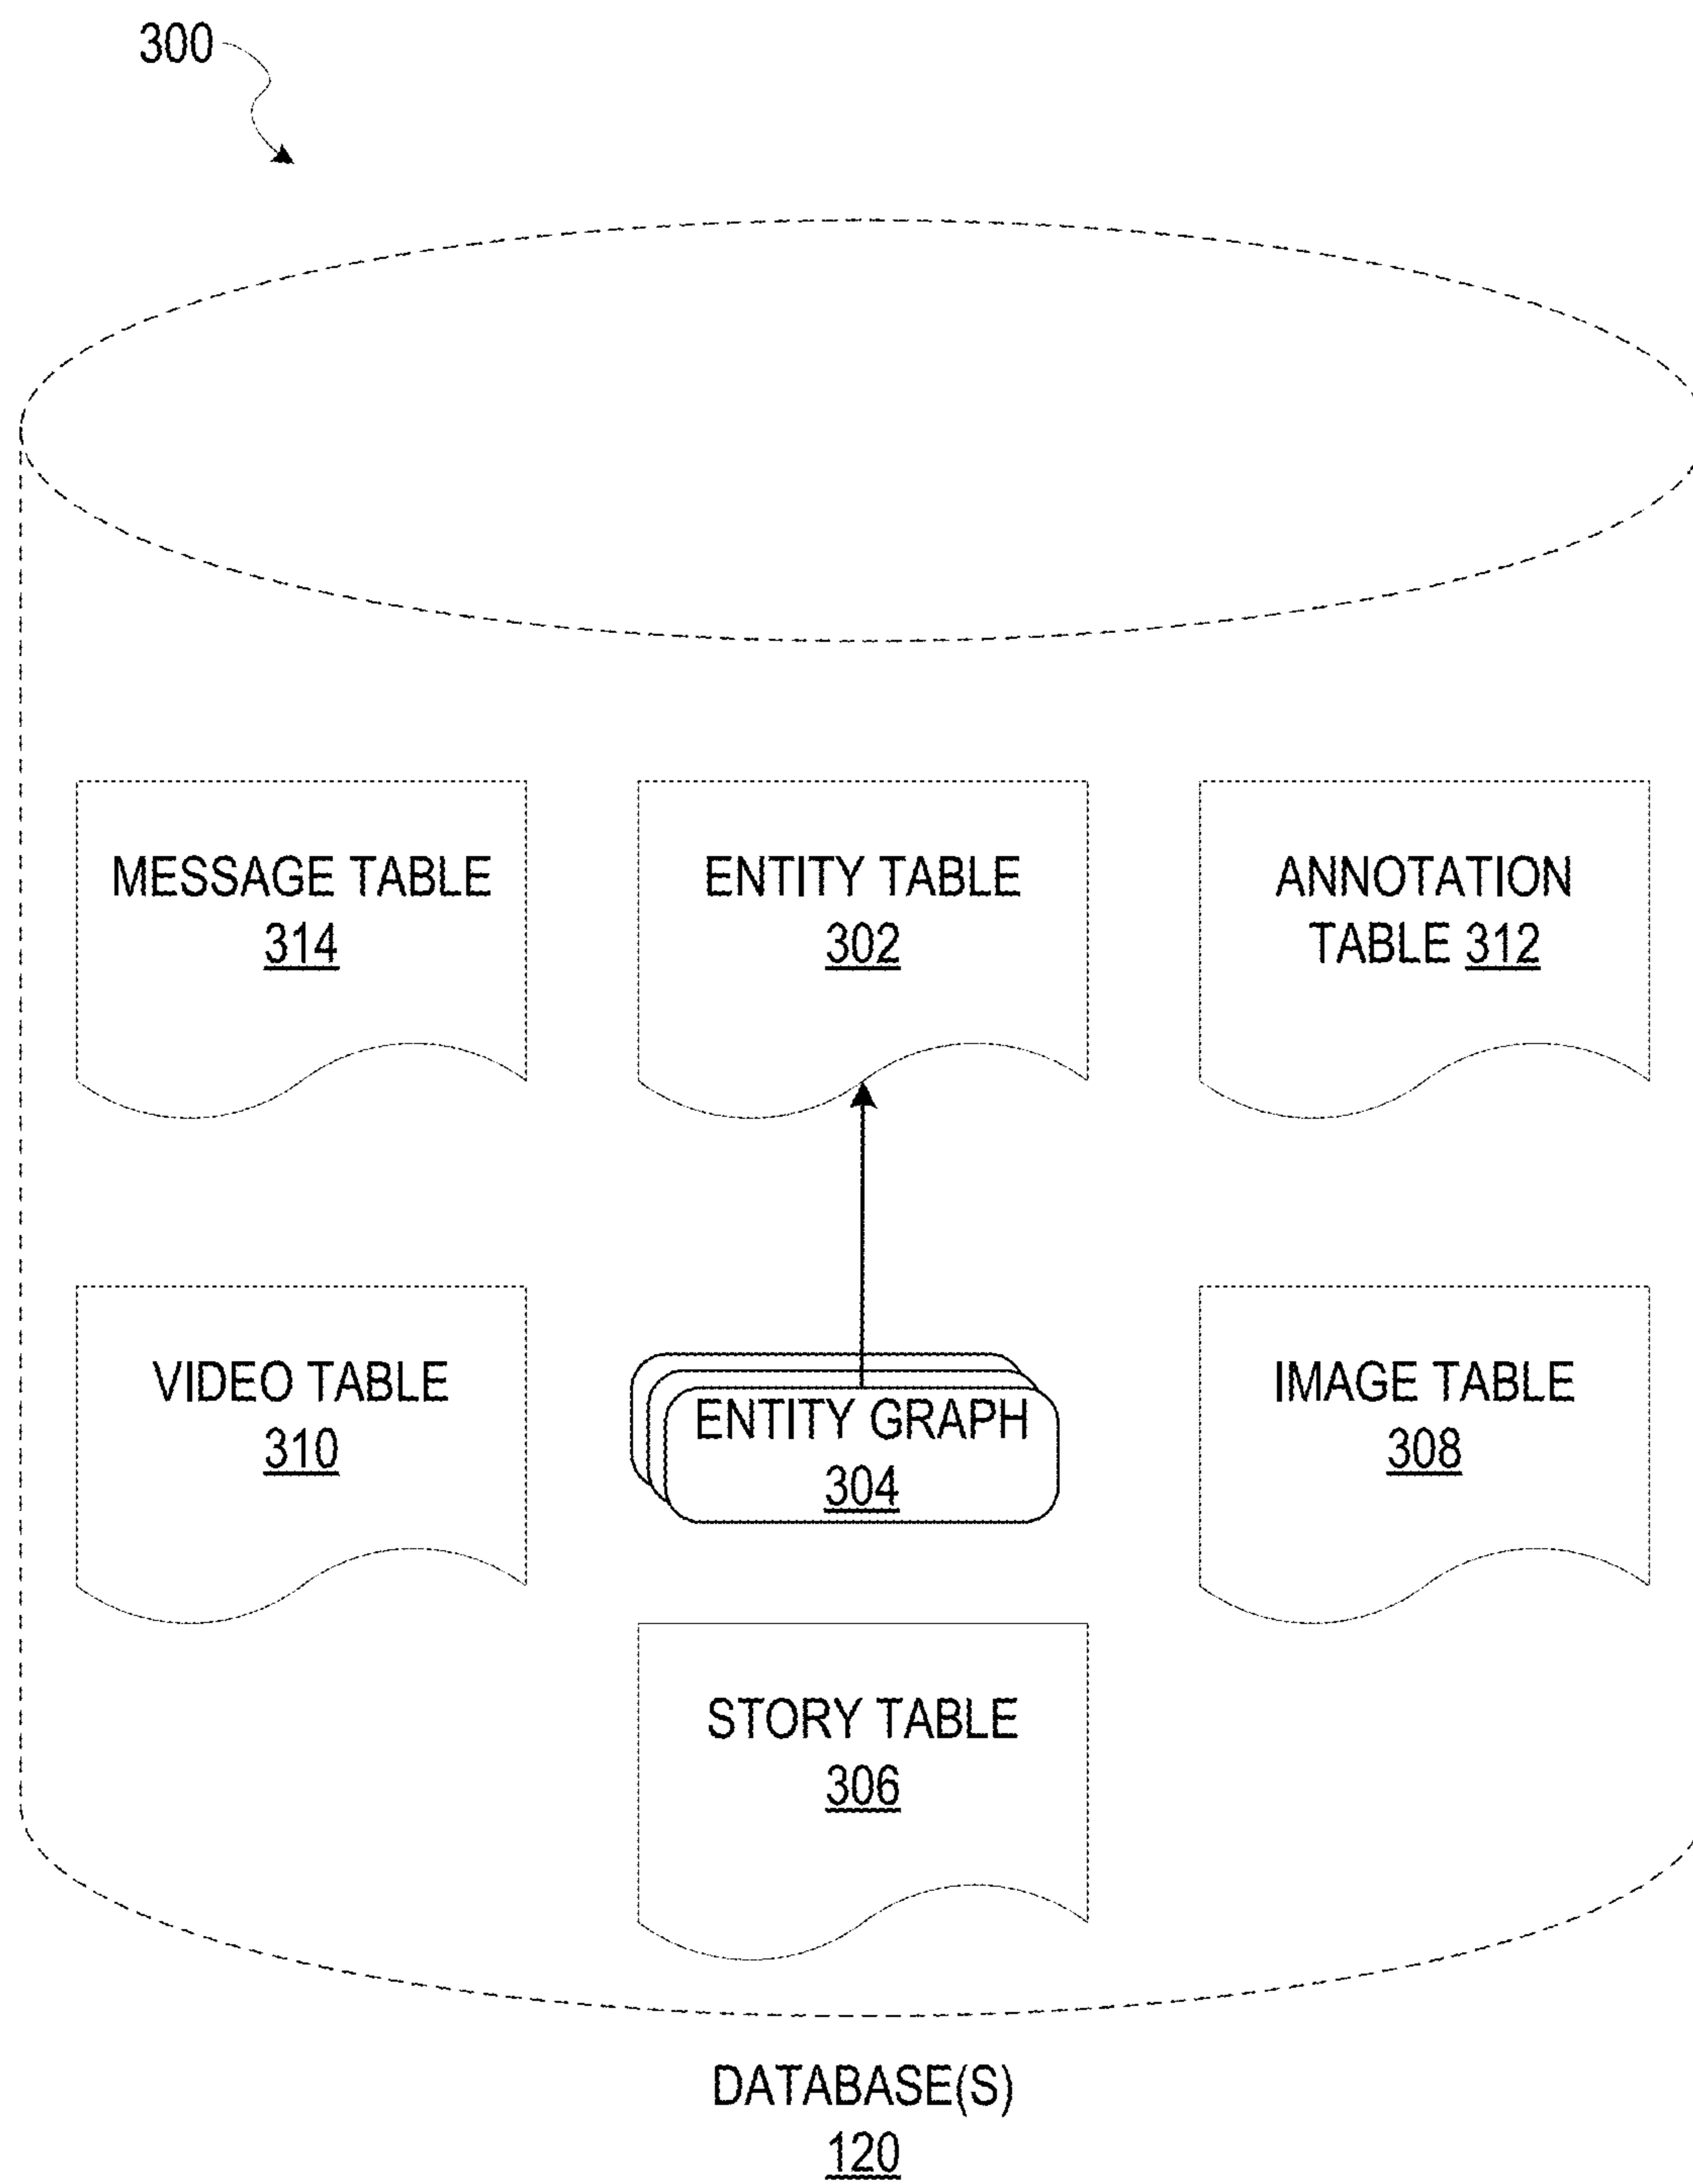 300
MESSAGE TABLE
314
ENTITY TABLE
302
ANNOTATION
TABLE 312
VIDEO TABLE
310
ENTITY GRAPH
304
IMAGE TABLE
308
STORY TABLE
306
DATABASE(S)
120